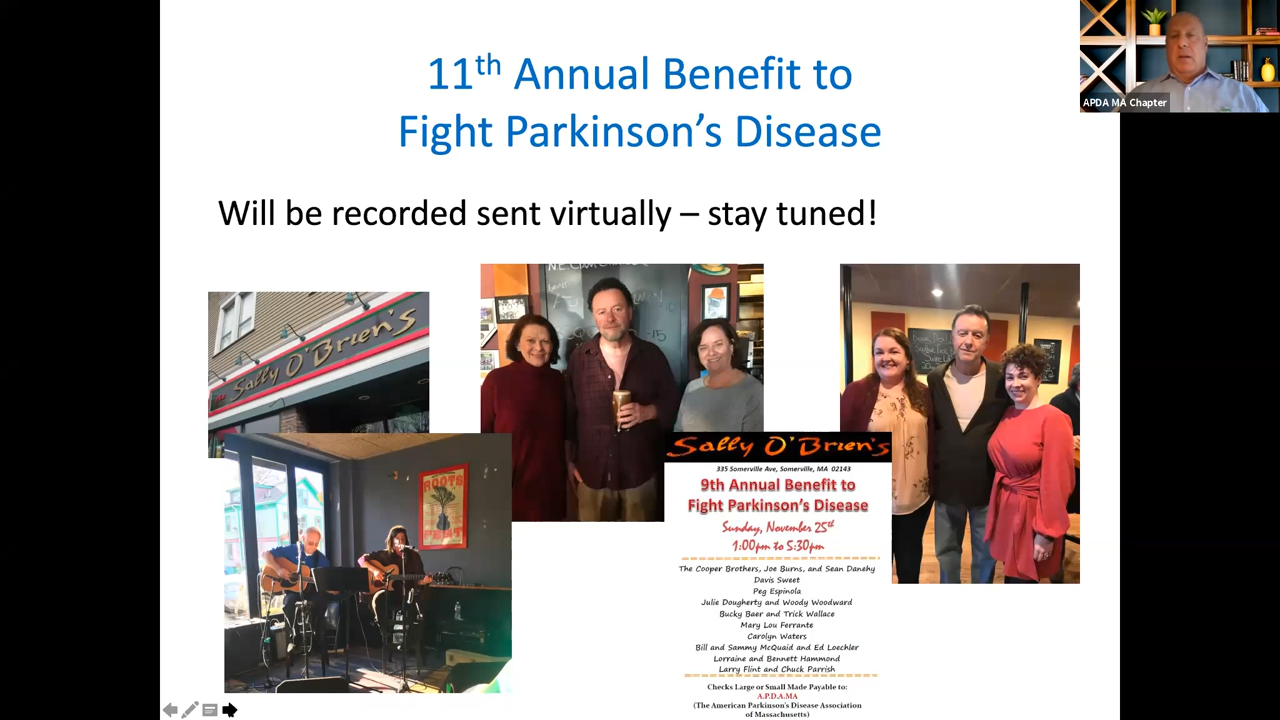 11th Annual Benefit to
Fight Parkinson's Disease
APDA MA Chapter
Will be recorded sent virtually – stay tuned!
Sally O'Brien's
ROOTS
Sally O'Brien's
335 Somerville Ave, Somerville, MA 02143
9th Annual Benefit to
Fight Parkinson's Disease
Sunday, November 25th
1:00pm to 5:30pm
The Cooper Brothers, Joe Burns, and Sean Danehy
Davis Sweet
Peg Espinola
Julie Dougherty and Woody Woodward
Bucky Baer and Trick Wallace
Mary Lou Ferrante
Carolyn Waters
Bill and Sammy McQuaid and Ed Loechler
Lorraine and Bennett Hammond
Larry Flint and Chuck Parrish
Checks Large or Small Made Payable to:
A.P.D.A.MA
(The American Parkinson's Disease Association
of Massachusetts)